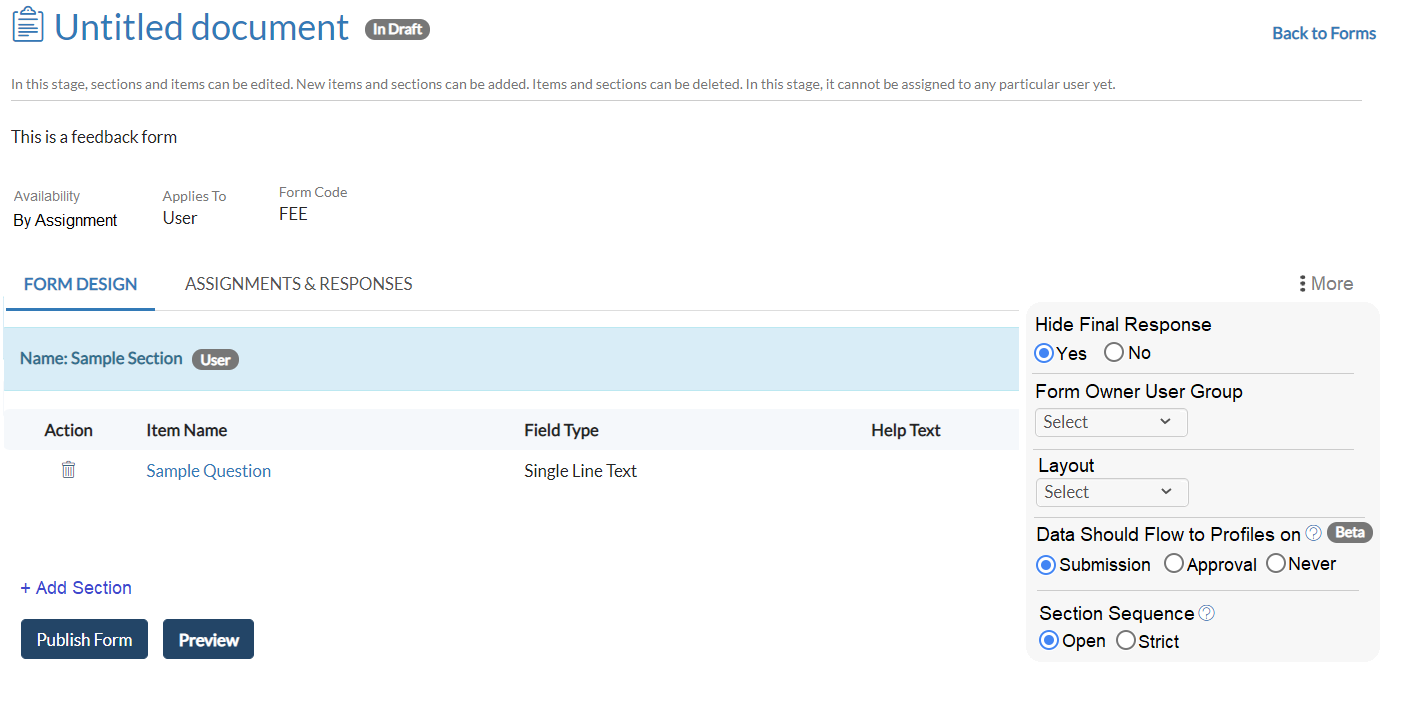 Untitled document In Draft
Back to Forms
In this stage, sections and items can be edited. New items and sections can be added. Items and sections can be deleted. In this stage, it cannot be assigned to any particular user yet.
This is a feedback form
Availability Applies To Form Code
By Assignment User FEE
FORM DESIGN ASSIGNMENTS & RESPONSES
More
Name: Sample Section User
Action Item Name Field Type Help Text
Sample Question Single Line Text
+ Add Section
Publish Form Preview
Hide Final Response
Yes No
Form Owner User Group
Select
Layout
Select
Data Should Flow to Profiles on ? Beta
Submission Approval Never
Section Sequence ?
Open Strict